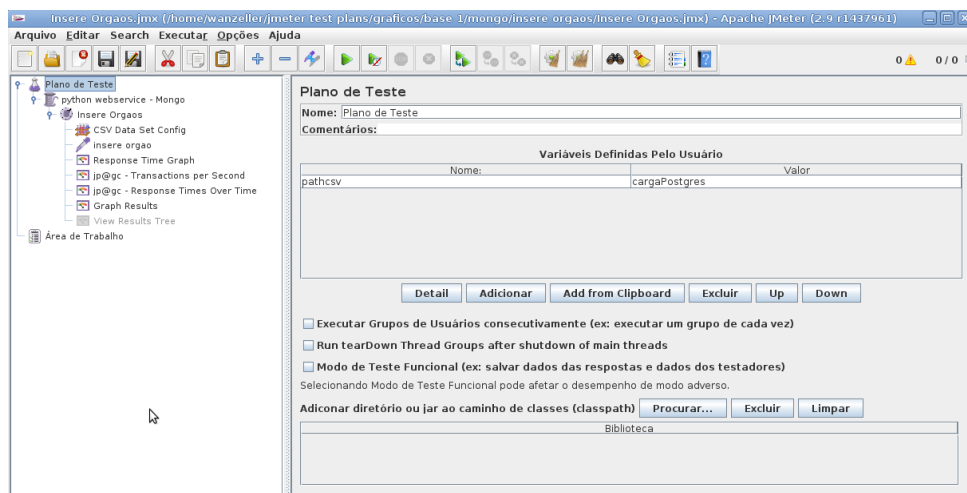 Insere Orgaos.jmx (/home/wanzeller/jmeter test plans/graficos/base 1/mongo/insere orgaos/Insere Orgaos.jmx) - Apache JMeter (2.9 r1437961)
Arquivo Editar Search Executar Opções Ajuda
0 0 / 0
Plano de Teste
python webservice - Mongo
Insere Orgaos
CSV Data Set Config
insere orgao
Response Time Graph
jp@gc - Transactions per Second
jp@gc - Response Times Over Time
Graph Results
View Results Tree
Área de Trabalho
Plano de Teste
Nome: Plano de Teste
Comentários:
Variáveis Definidas Pelo Usuário
Nome: Valor
pathcsv cargaPostgres
Detail Adicionar Add from Clipboard Excluir Up Down
Executar Grupos de Usuários consecutivamente (ex: executar um grupo de cada vez)
Run tearDown Thread Groups after shutdown of main threads
Modo de Teste Funcional (ex: salvar dados das respostas e dados dos testadores)
Selecionando Modo de Teste Funcional pode afetar o desempenho de modo adverso.
Adiconar diretório ou jar ao caminho de classes (classpath) Procurar... Excluir Limpar
Biblioteca